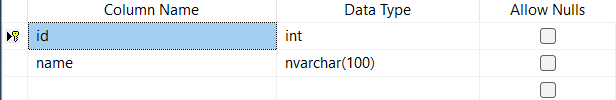 Column Name Data Type Allow Nulls
id int
name nvarchar(100)